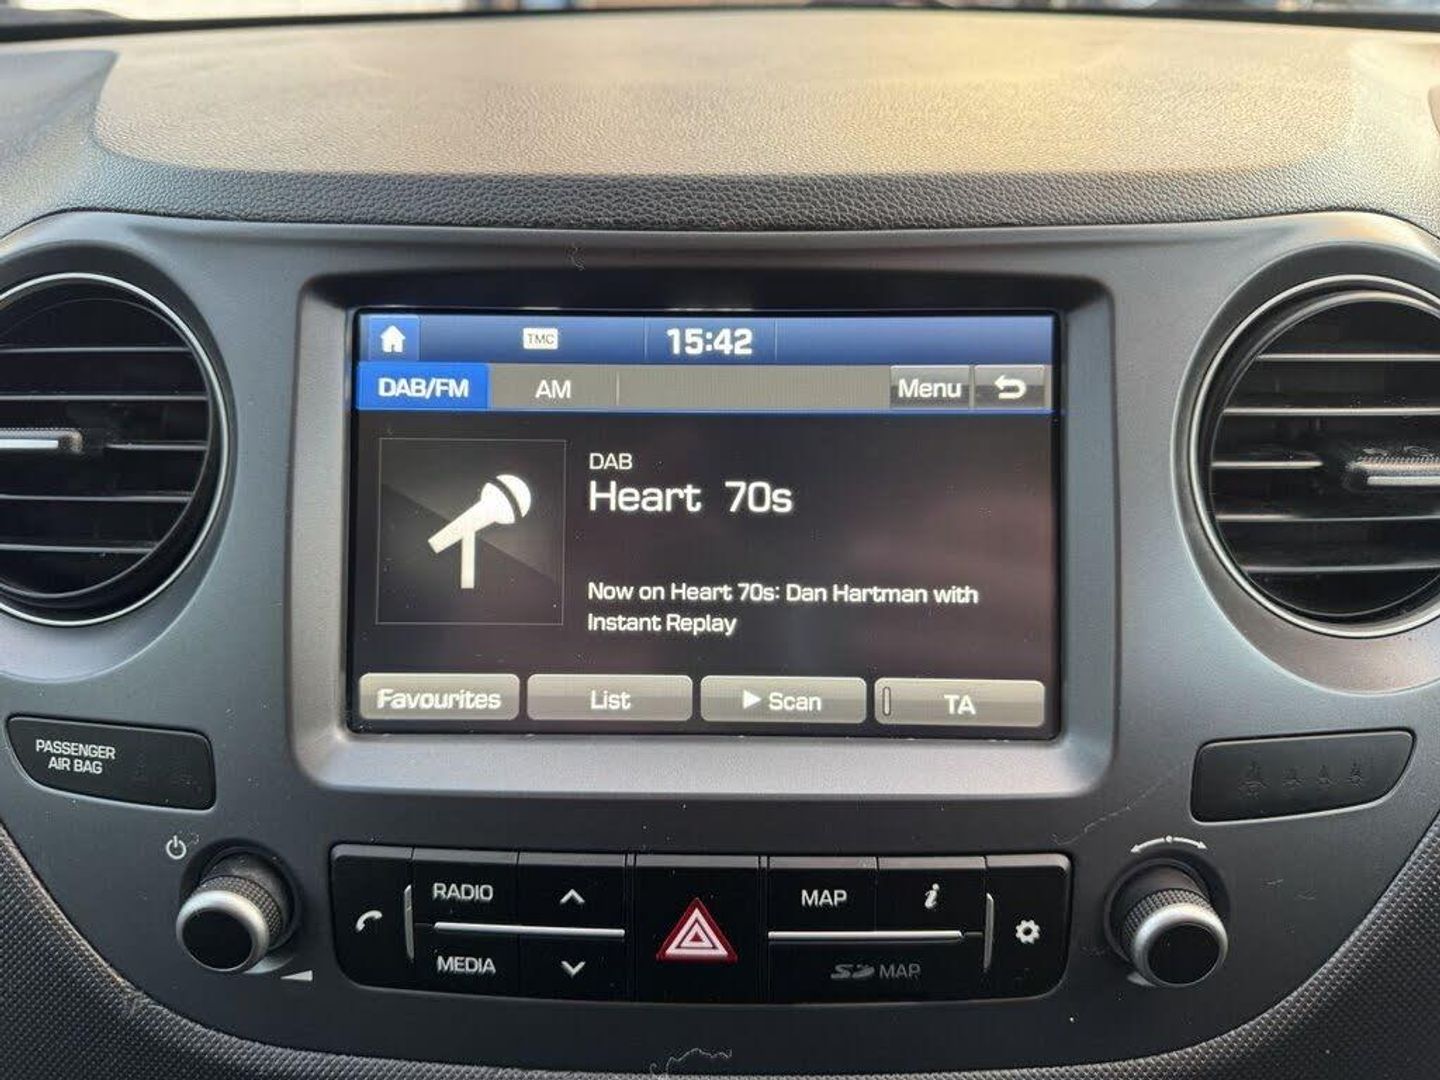 TMC
15:42
DAB/FM
AM
Menu
DAB
Heart 70s
Now on Heart 70s: Dan Hartman with
Instant Replay
Favourites
List
Scan
TA
PASSENGER
AIR BAG
RADIO
MAP
i
MEDIA
SD MAP